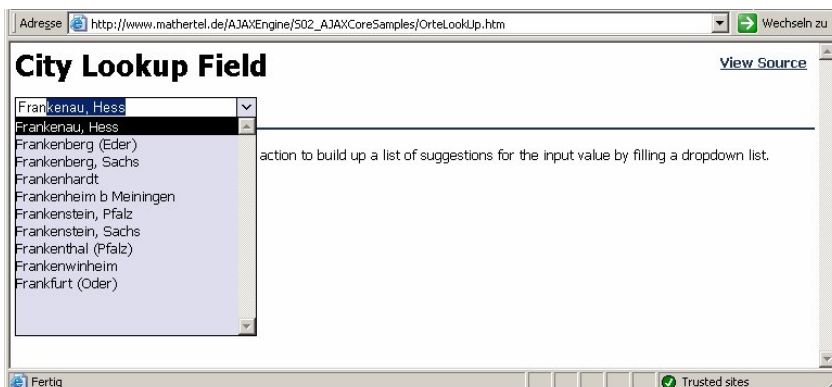 Adresse http://www.mathertel.de/AJAXEngine/S02_AJAXCoreSamples/OrteLookUp.htm Wechseln zu
City Lookup Field
View Source
Frankenau, Hess
Frankenau, Hess
Frankenberg (Eder)
Frankenberg, Sachs
action to build up a list of suggestions for the input value by filling a dropdown list.
Frankenhardt
Frankenheim b Meiningen
Frankenstein, Pfalz
Frankenstein, Sachs
Frankenthal (Pfalz)
Frankenwinheim
Frankfurt (Oder)
Fertig
Trusted sites